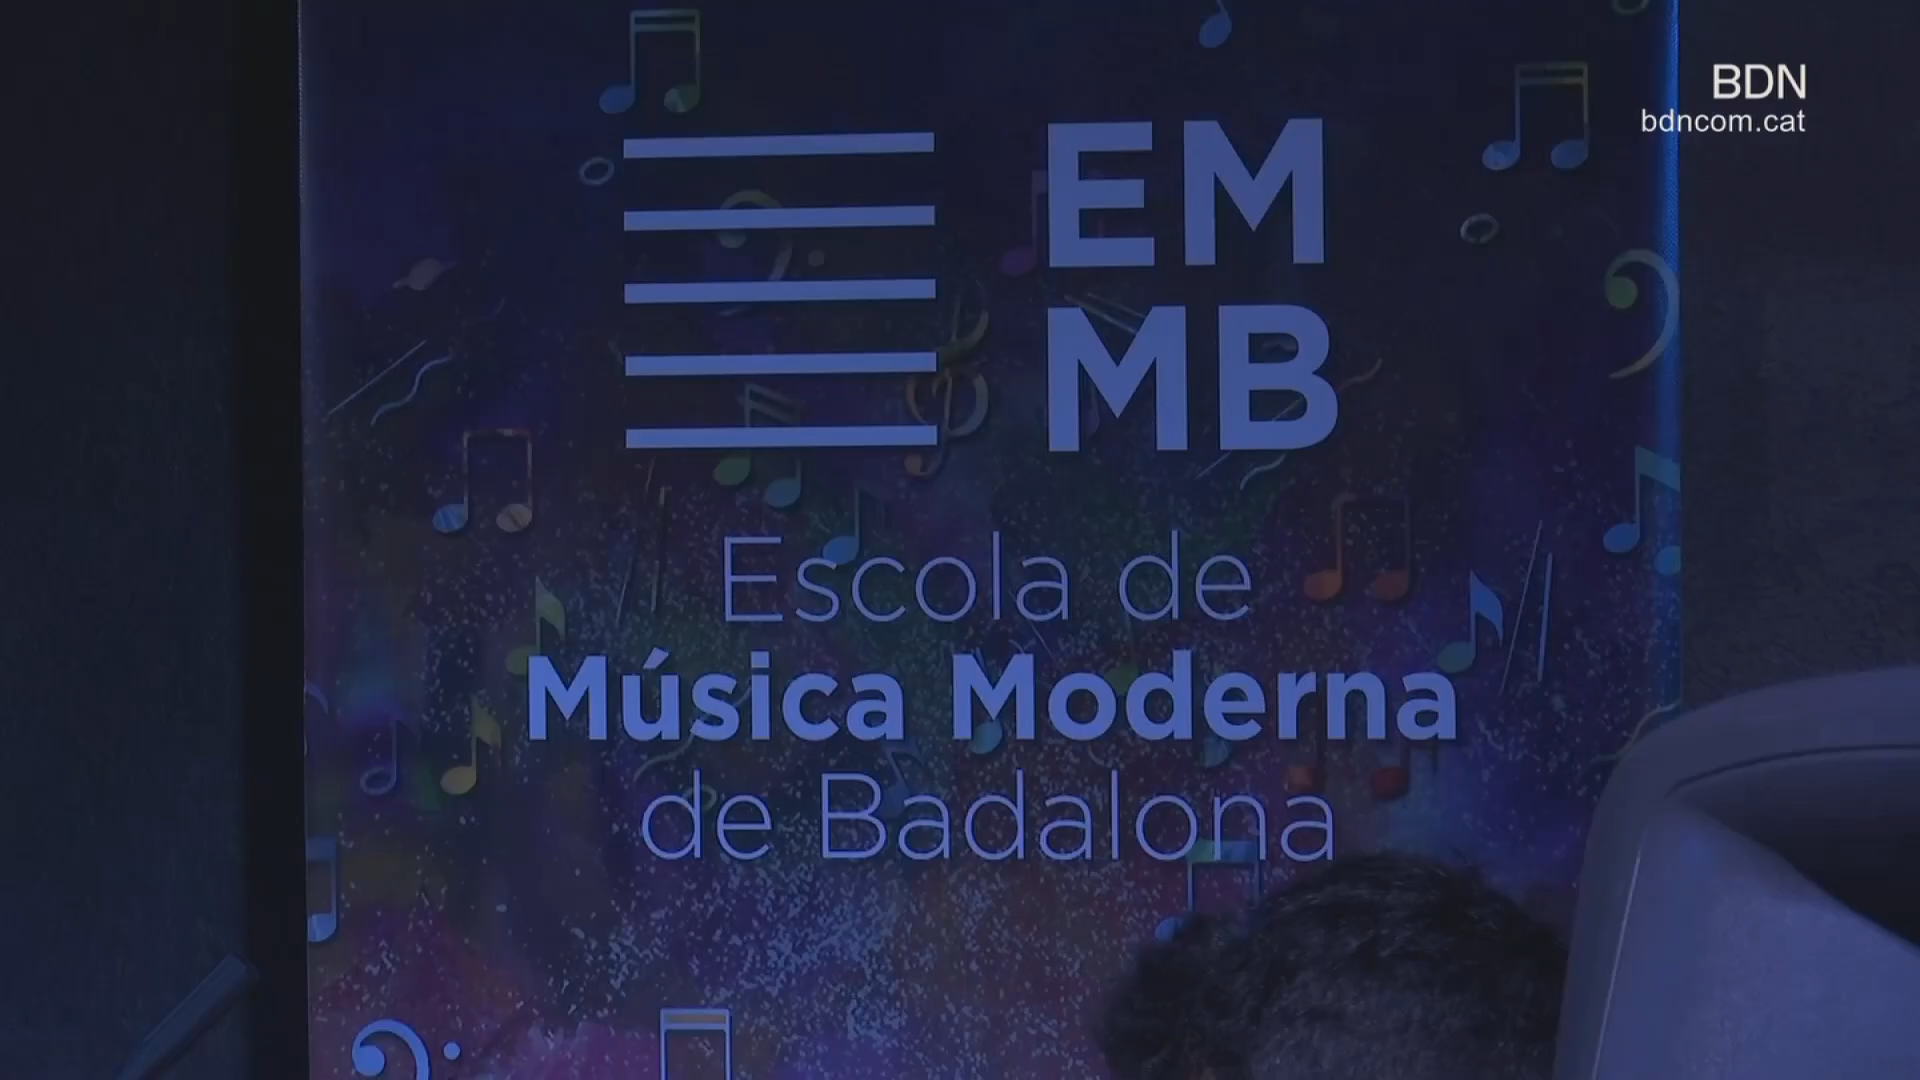 BDN
bdncom.cat
EM
MB
Escola de
Música Moderna
de Badalona